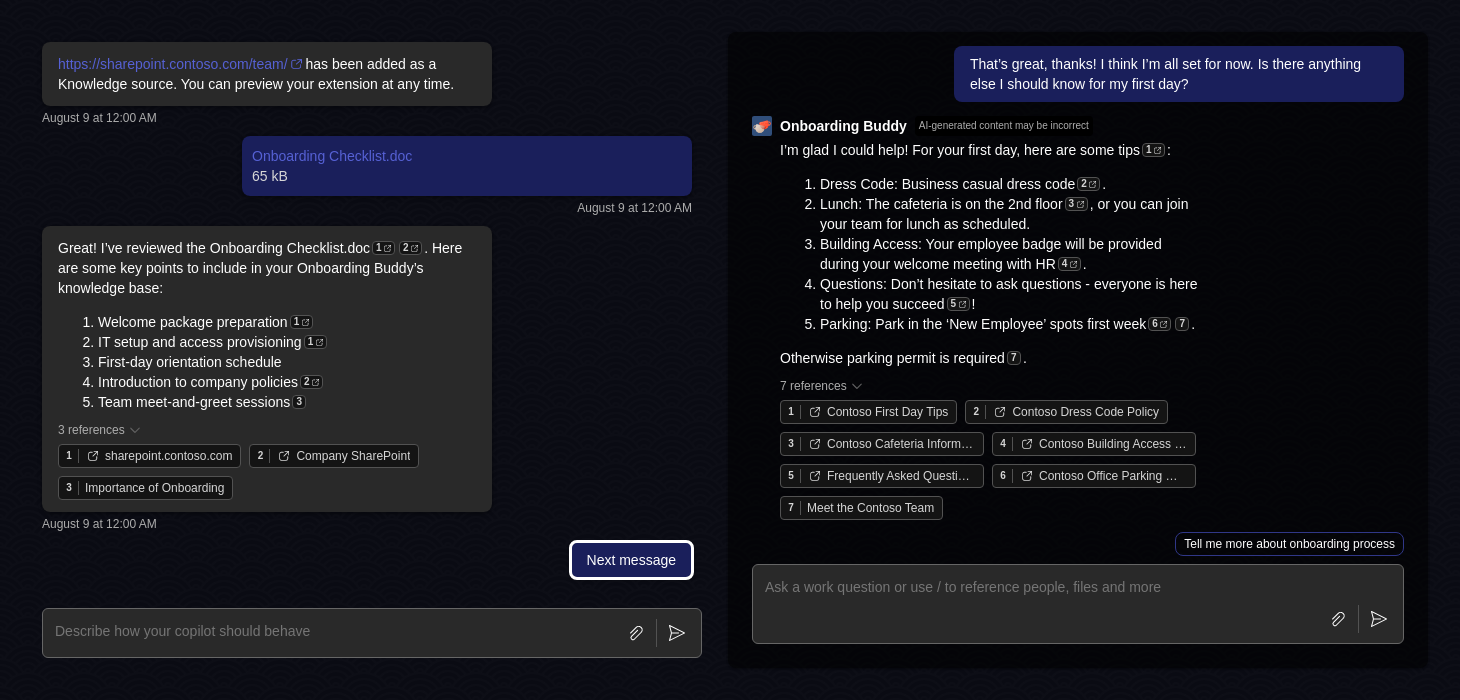 https://sharepoint.contoso.com/team/ has been added as a
Knowledge source. You can preview your extension at any time.
August 9 at 12:00 AM
Onboarding Checklist.doc
65 kB
August 9 at 12:00 AM
Great! I’ve reviewed the Onboarding Checklist.doc 1 2 . Here
are some key points to include in your Onboarding Buddy’s
knowledge base:
1. Welcome package preparation 1
2. IT setup and access provisioning 1
3. First-day orientation schedule
4. Introduction to company policies 2
5. Team meet-and-greet sessions 3
3 references
1 sharepoint.contoso.com
2 Company SharePoint
3 Importance of Onboarding
August 9 at 12:00 AM
Next message
Describe how your copilot should behave
That’s great, thanks! I think I’m all set for now. Is there anything
else I should know for my first day?
Onboarding Buddy AI-generated content may be incorrect
I’m glad I could help! For your first day, here are some tips 1 :
1. Dress Code: Business casual dress code 2 .
2. Lunch: The cafeteria is on the 2nd floor 3 , or you can join
your team for lunch as scheduled.
3. Building Access: Your employee badge will be provided
during your welcome meeting with HR 4 .
4. Questions: Don’t hesitate to ask questions - everyone is here
to help you succeed 5 !
5. Parking: Park in the ‘New Employee’ spots first week 6 7 .
Otherwise parking permit is required 7 .
7 references
1 Contoso First Day Tips
2 Contoso Dress Code Policy
3 Contoso Cafeteria Inform…
4 Contoso Building Access …
5 Frequently Asked Questi…
6 Contoso Office Parking …
7 Meet the Contoso Team
Tell me more about onboarding process
Ask a work question or use / to reference people, files and more